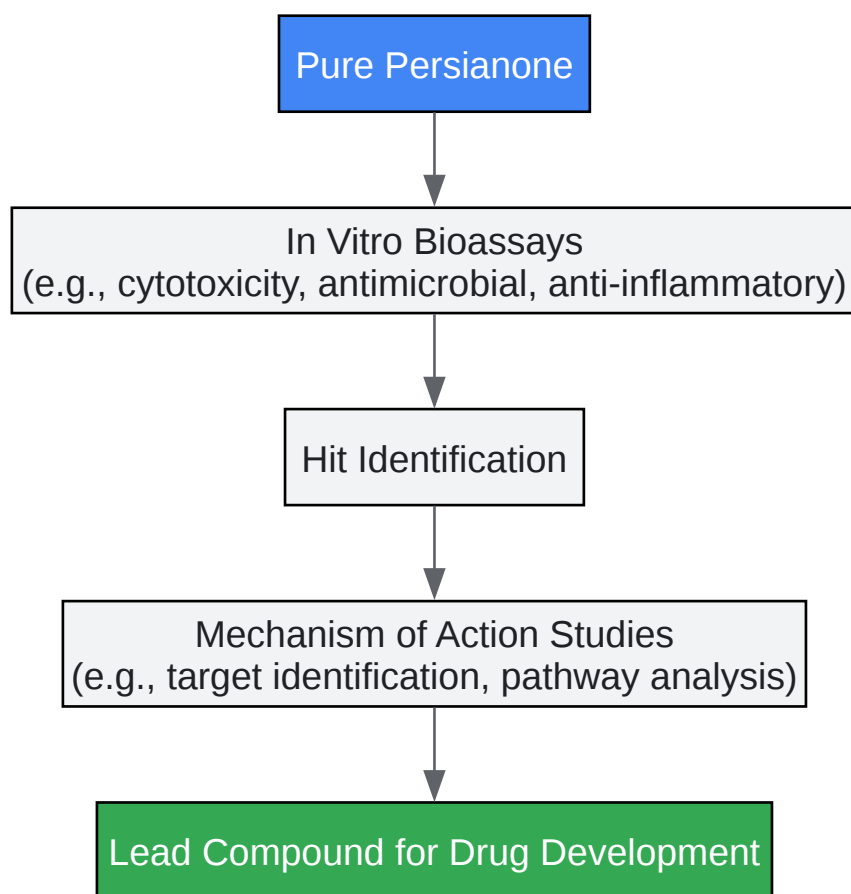 Pure Persianone
In Vitro Bioassays
(e.g., cytotoxicity, antimicrobial, anti-inflammatory)
Hit Identification
Mechanism of Action Studies
(e.g., target identification, pathway analysis)
Lead Compound for Drug Development